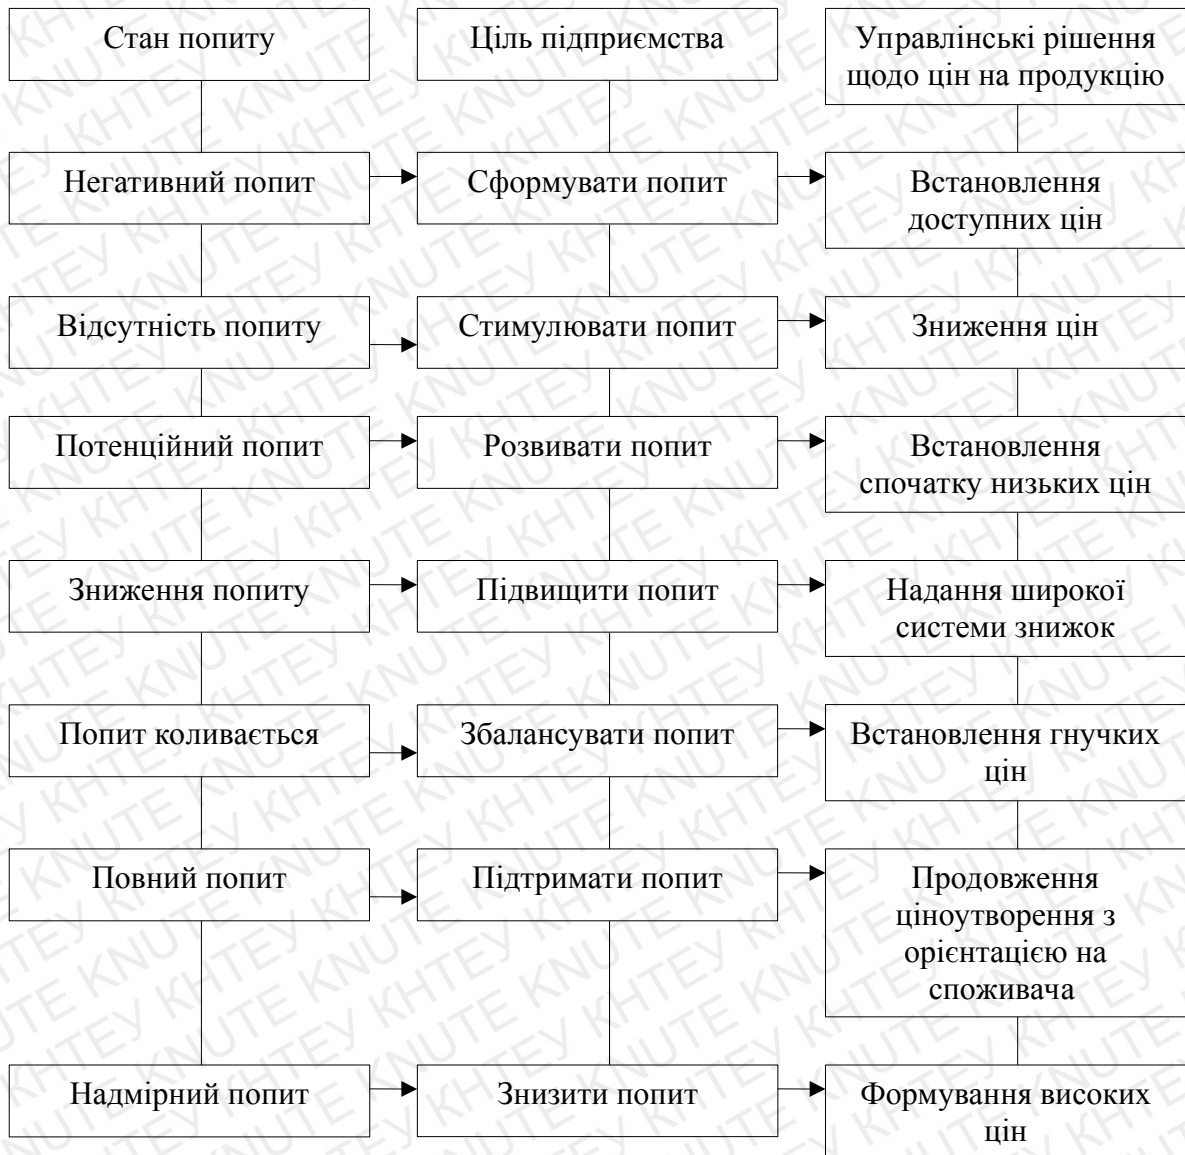 Стан попиту
Ціль підприємства
Управлінські рішення
щодо цін на продукцію
Негативний попит
Сформувати попит
Встановлення
доступних цін
Відсутність попиту
Стимулювати попит
Зниження цін
Потенційний попит
Розвивати попит
Встановлення
спочатку низьких цін
Зниження попиту
Підвищити попит
Надання широкої
системи знижок
Попит коливається
Збалансувати попит
Встановлення гнучких
цін
Повний попит
Підтримати попит
Продовження
ціноутворення з
орієнтацією на
споживача
Надмірний попит
Знизити попит
Формування високих
цін